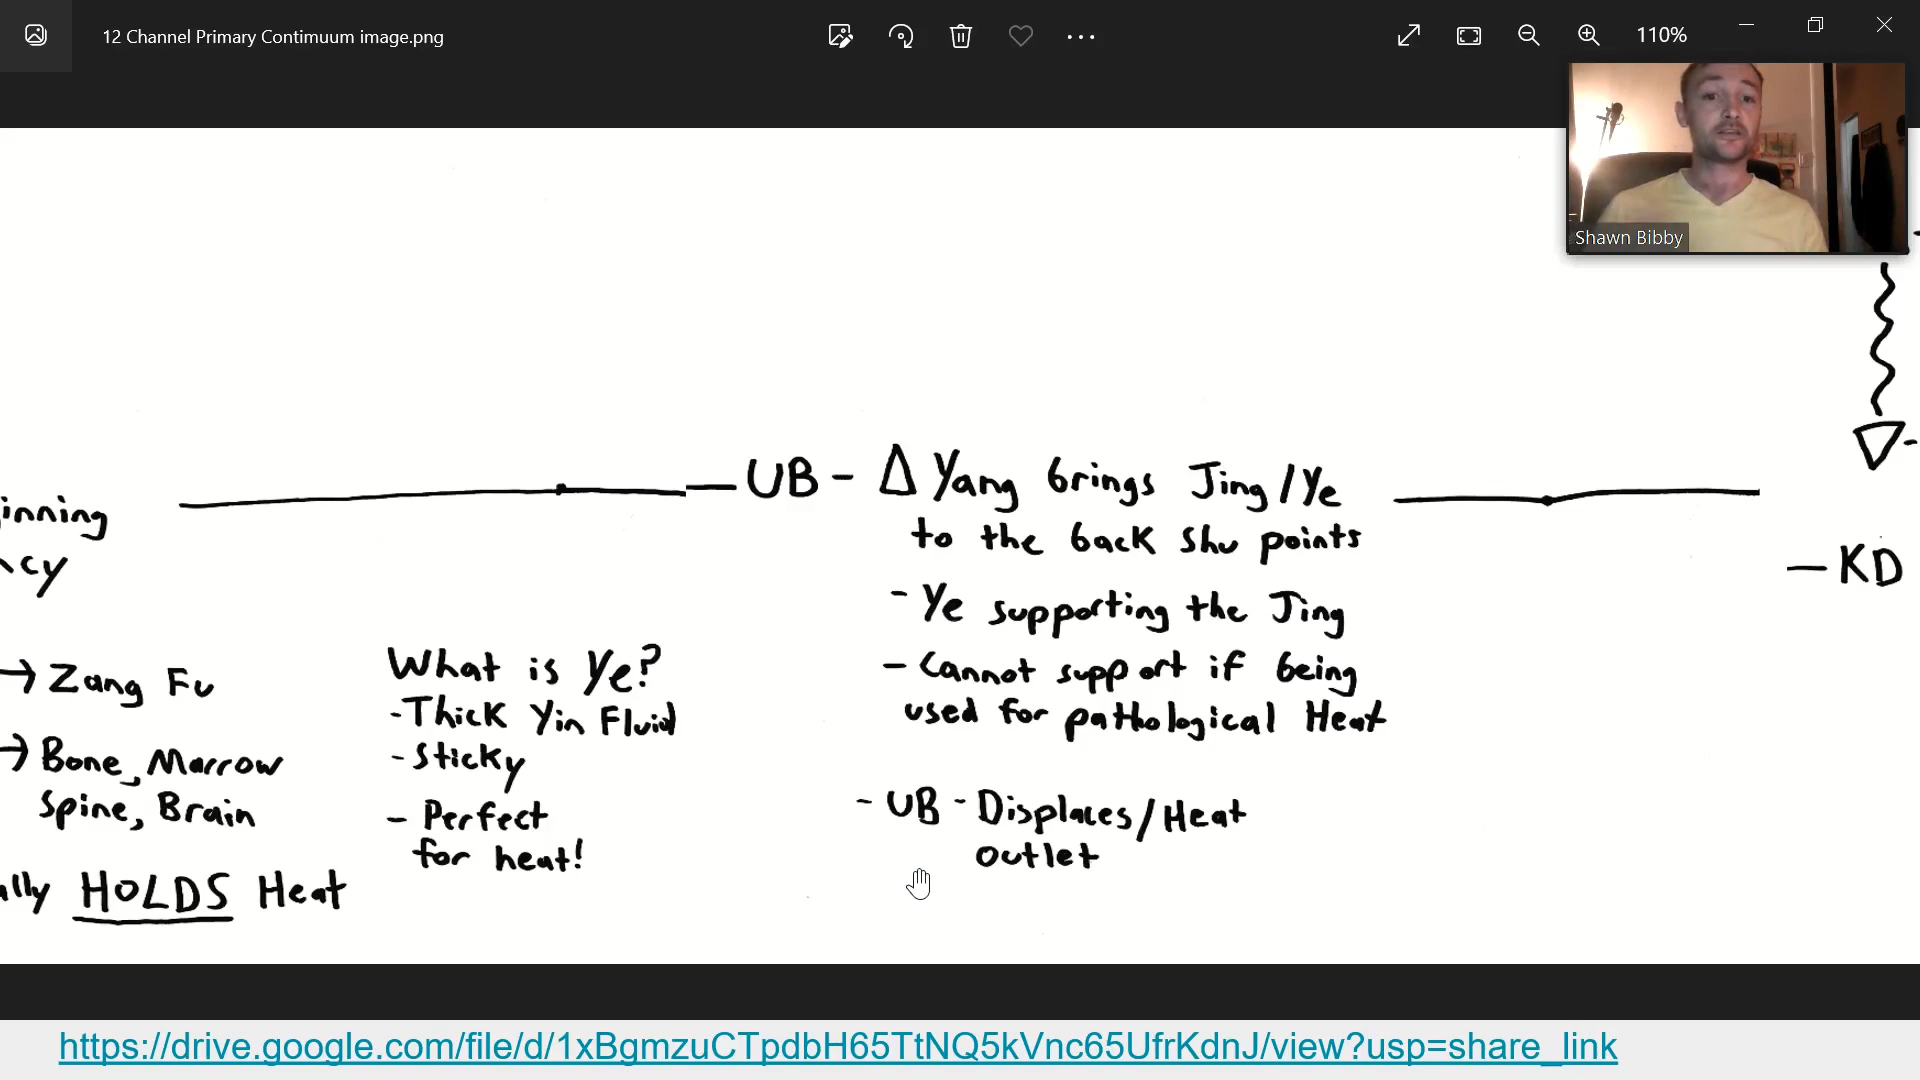 12 Channel Primary Contimuum image.png
110%
Shawn Bibby
inning
ncy
→ Zang Fu
→ Bone, Marrow
Spine, Brain
ally HOLDS Heat
What is Ye?
- Thick Yin Fluid
- Sticky
- Perfect
for heat!
— UB - Δ Yang brings Jing/Ye
to the back shu points
- Ye supporting the Jing
- Cannot support if being
used for pathological Heat
- UB - Displaces/Heat
outlet
— KD
https://drive.google.com/file/d/1xBgmzuCTpdbH65TtNQ5kVnc65UfrKdnJ/view?usp=share_link